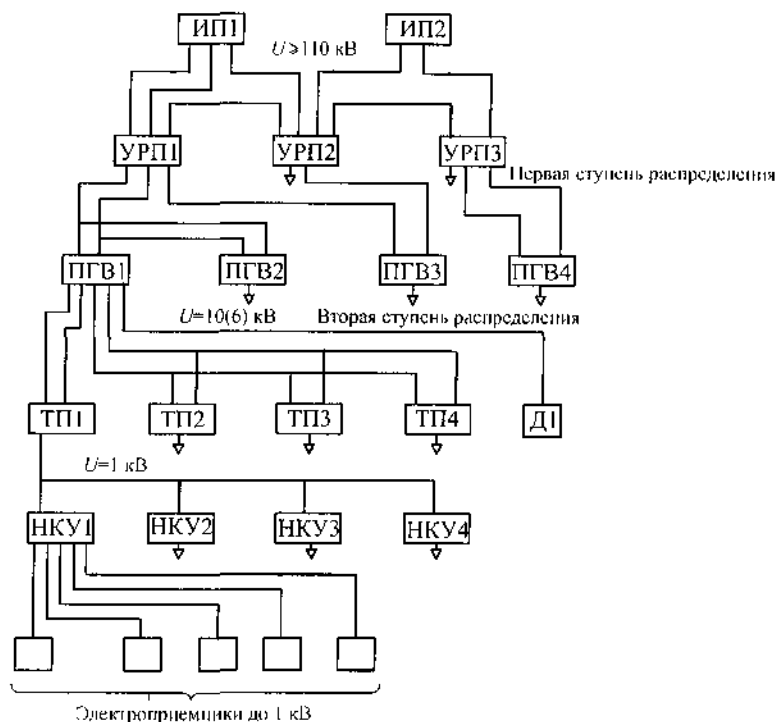 ИП1
ИП2
U≥110 кВ
УРП1
УРП2
УРП3
Первая ступень распределения
ПГВ1
ПГВ2
ПГВ3
ПГВ4
U=10(6) кВ
Вторая ступень распределения
ТП1
ТП2
ТП3
ТП4
Д1
U=1 кВ
НКУ1
НКУ2
НКУ3
НКУ4
Электроприемники до 1 кВ